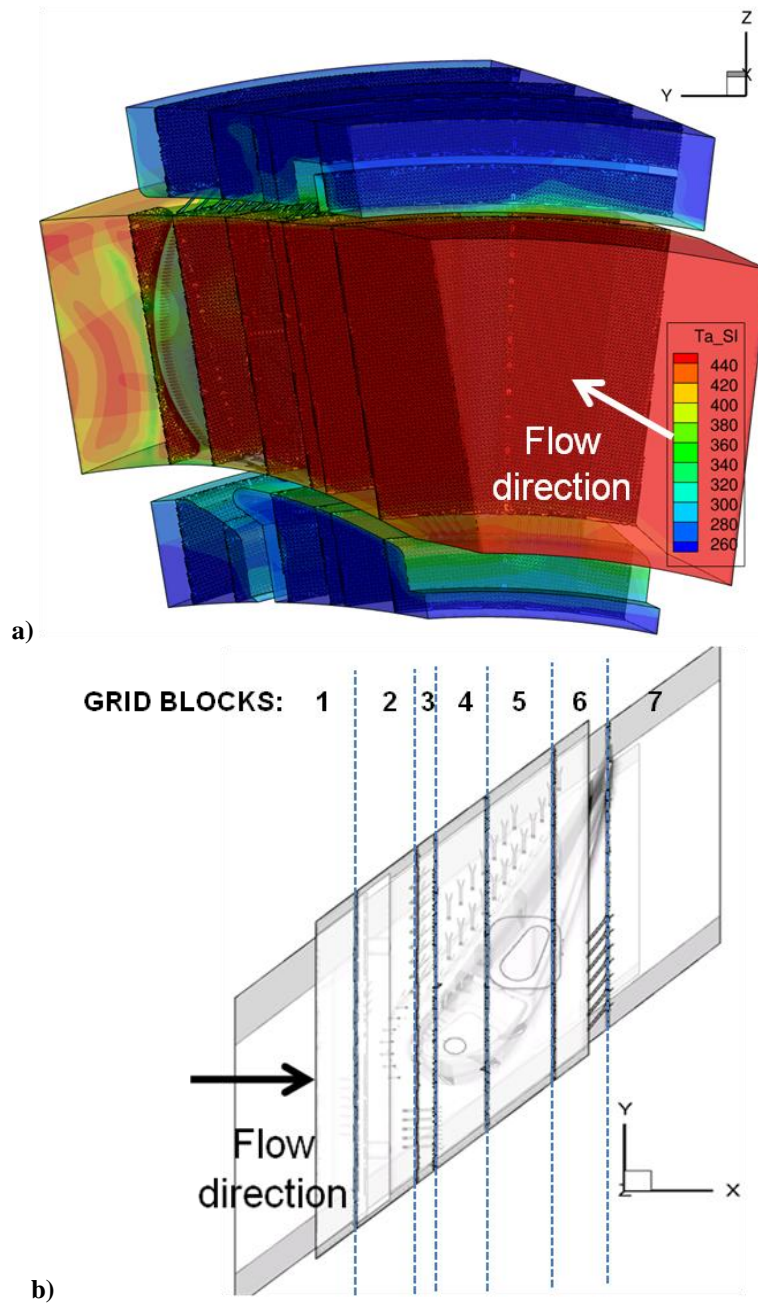 Z
X
Y
Ta_SI
440
420
400
380
360
340
320
300
280
260
Flow
direction
a)
GRID BLOCKS: 1 2 3 4 5 6 7
Flow
direction
Y
Z X
b)